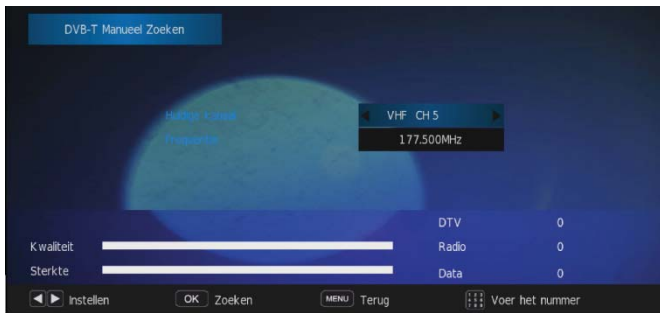 DVB-T Manueel Zoeken
Huidige kanaal
VHF CH 5
Frequentie
177.500MHz
DTV 0
Kwaliteit
Radio 0
Sterkte
Data 0
Instellen
OK Zoeken
MENU Terug
Voer het nummer